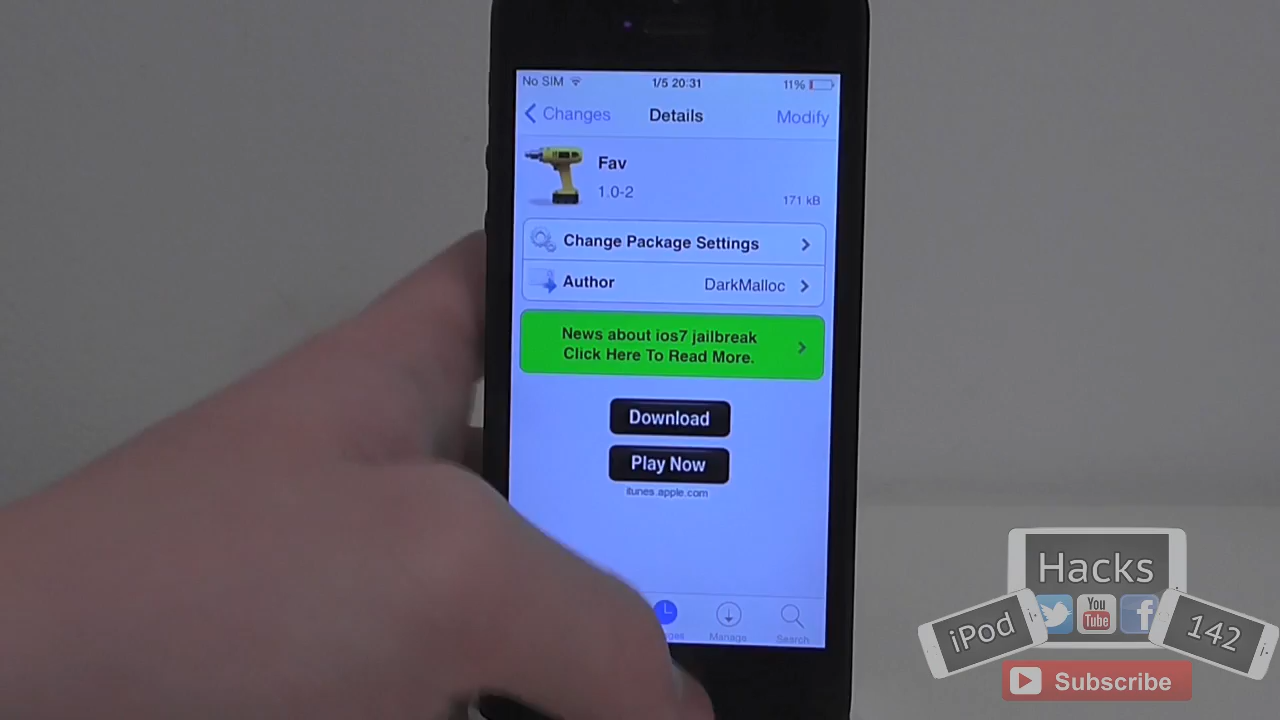 No SIM 1/5 20:31 11%
Changes Details Modify
Fav
1.0-2
171 kB
Change Package Settings
Author DarkMalloc
News about ios7 jailbreak
Click Here To Read More.
Download
Play Now
itunes.apple.com
Manage Search
Hacks
iPod You Tube f 142
Subscribe